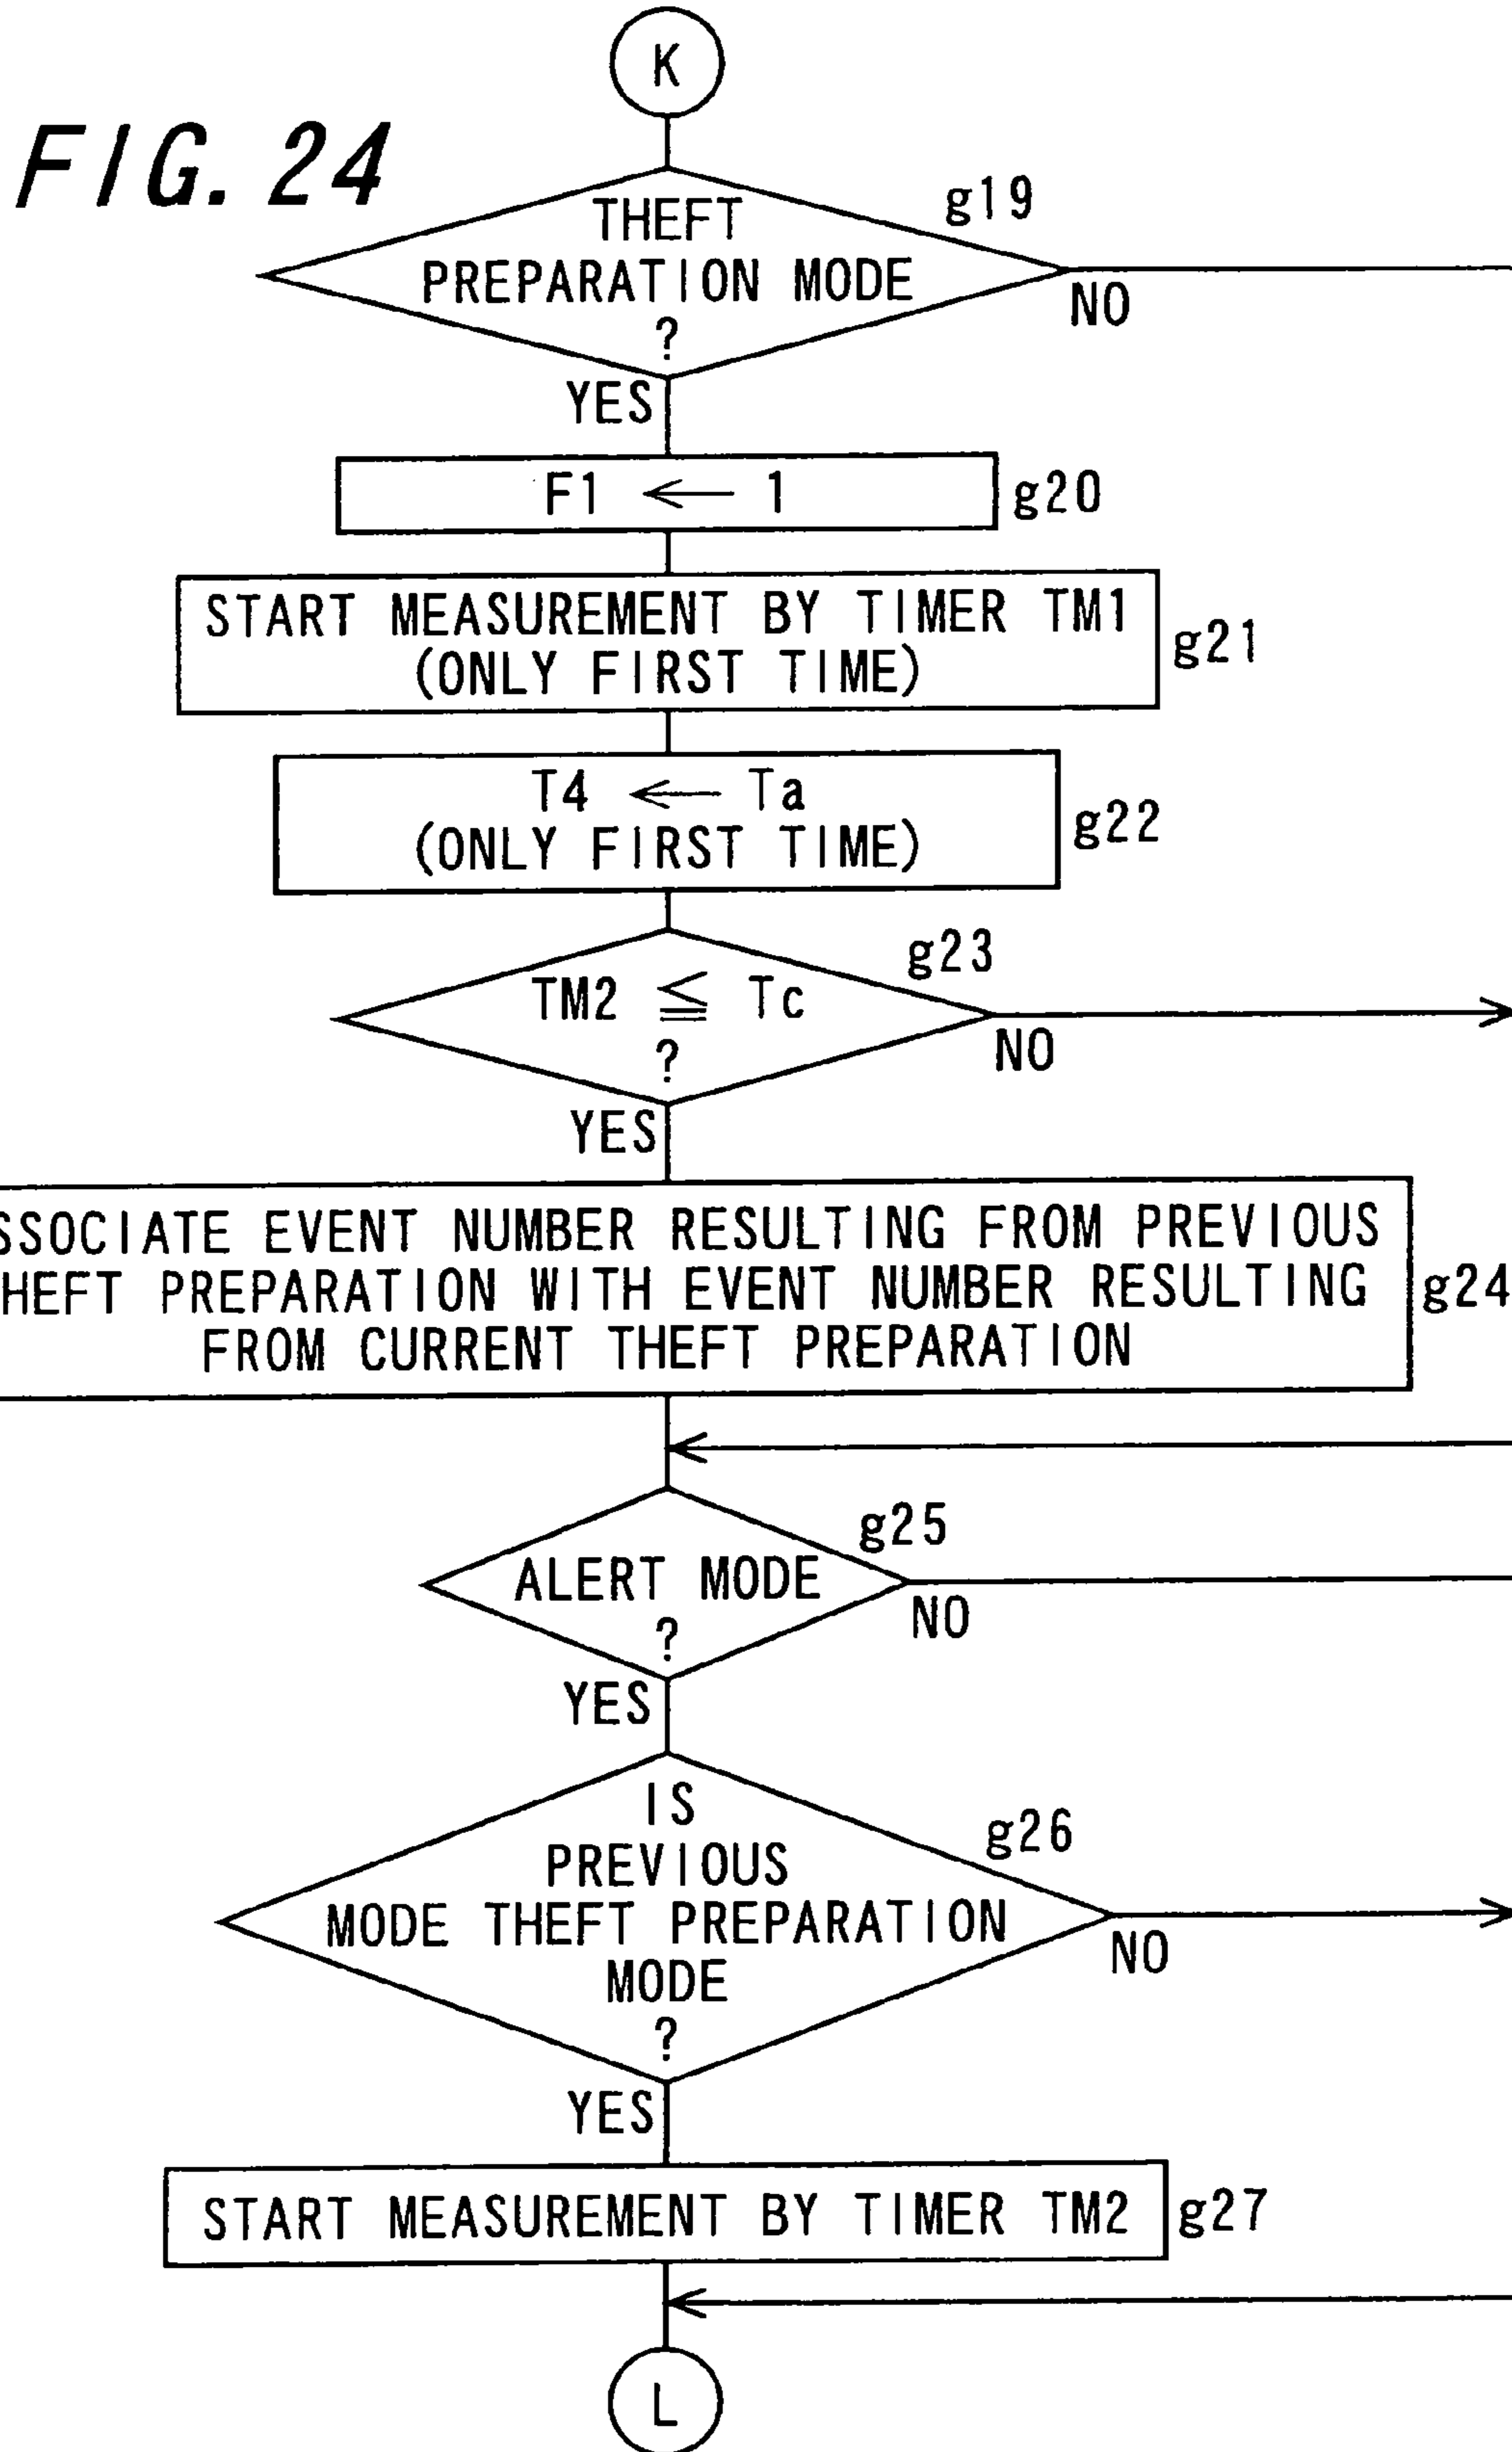 K
FIG. 24
g19
THEFT
PREPARATION MODE
?
NO
YES
F1 ← 1
g20
START MEASUREMENT BY TIMER TM1
(ONLY FIRST TIME)
g21
T4 ← Ta
(ONLY FIRST TIME)
g22
g23
TM2 ≦ Tc
?
NO
YES
SSOCIATE EVENT NUMBER RESULTING FROM PREVIOUS
HEFT PREPARATION WITH EVENT NUMBER RESULTING
FROM CURRENT THEFT PREPARATION
g24
g25
ALERT MODE
?
NO
YES
IS
PREVIOUS
MODE THEFT PREPARATION
MODE
?
g26
NO
YES
START MEASUREMENT BY TIMER TM2
g27
L